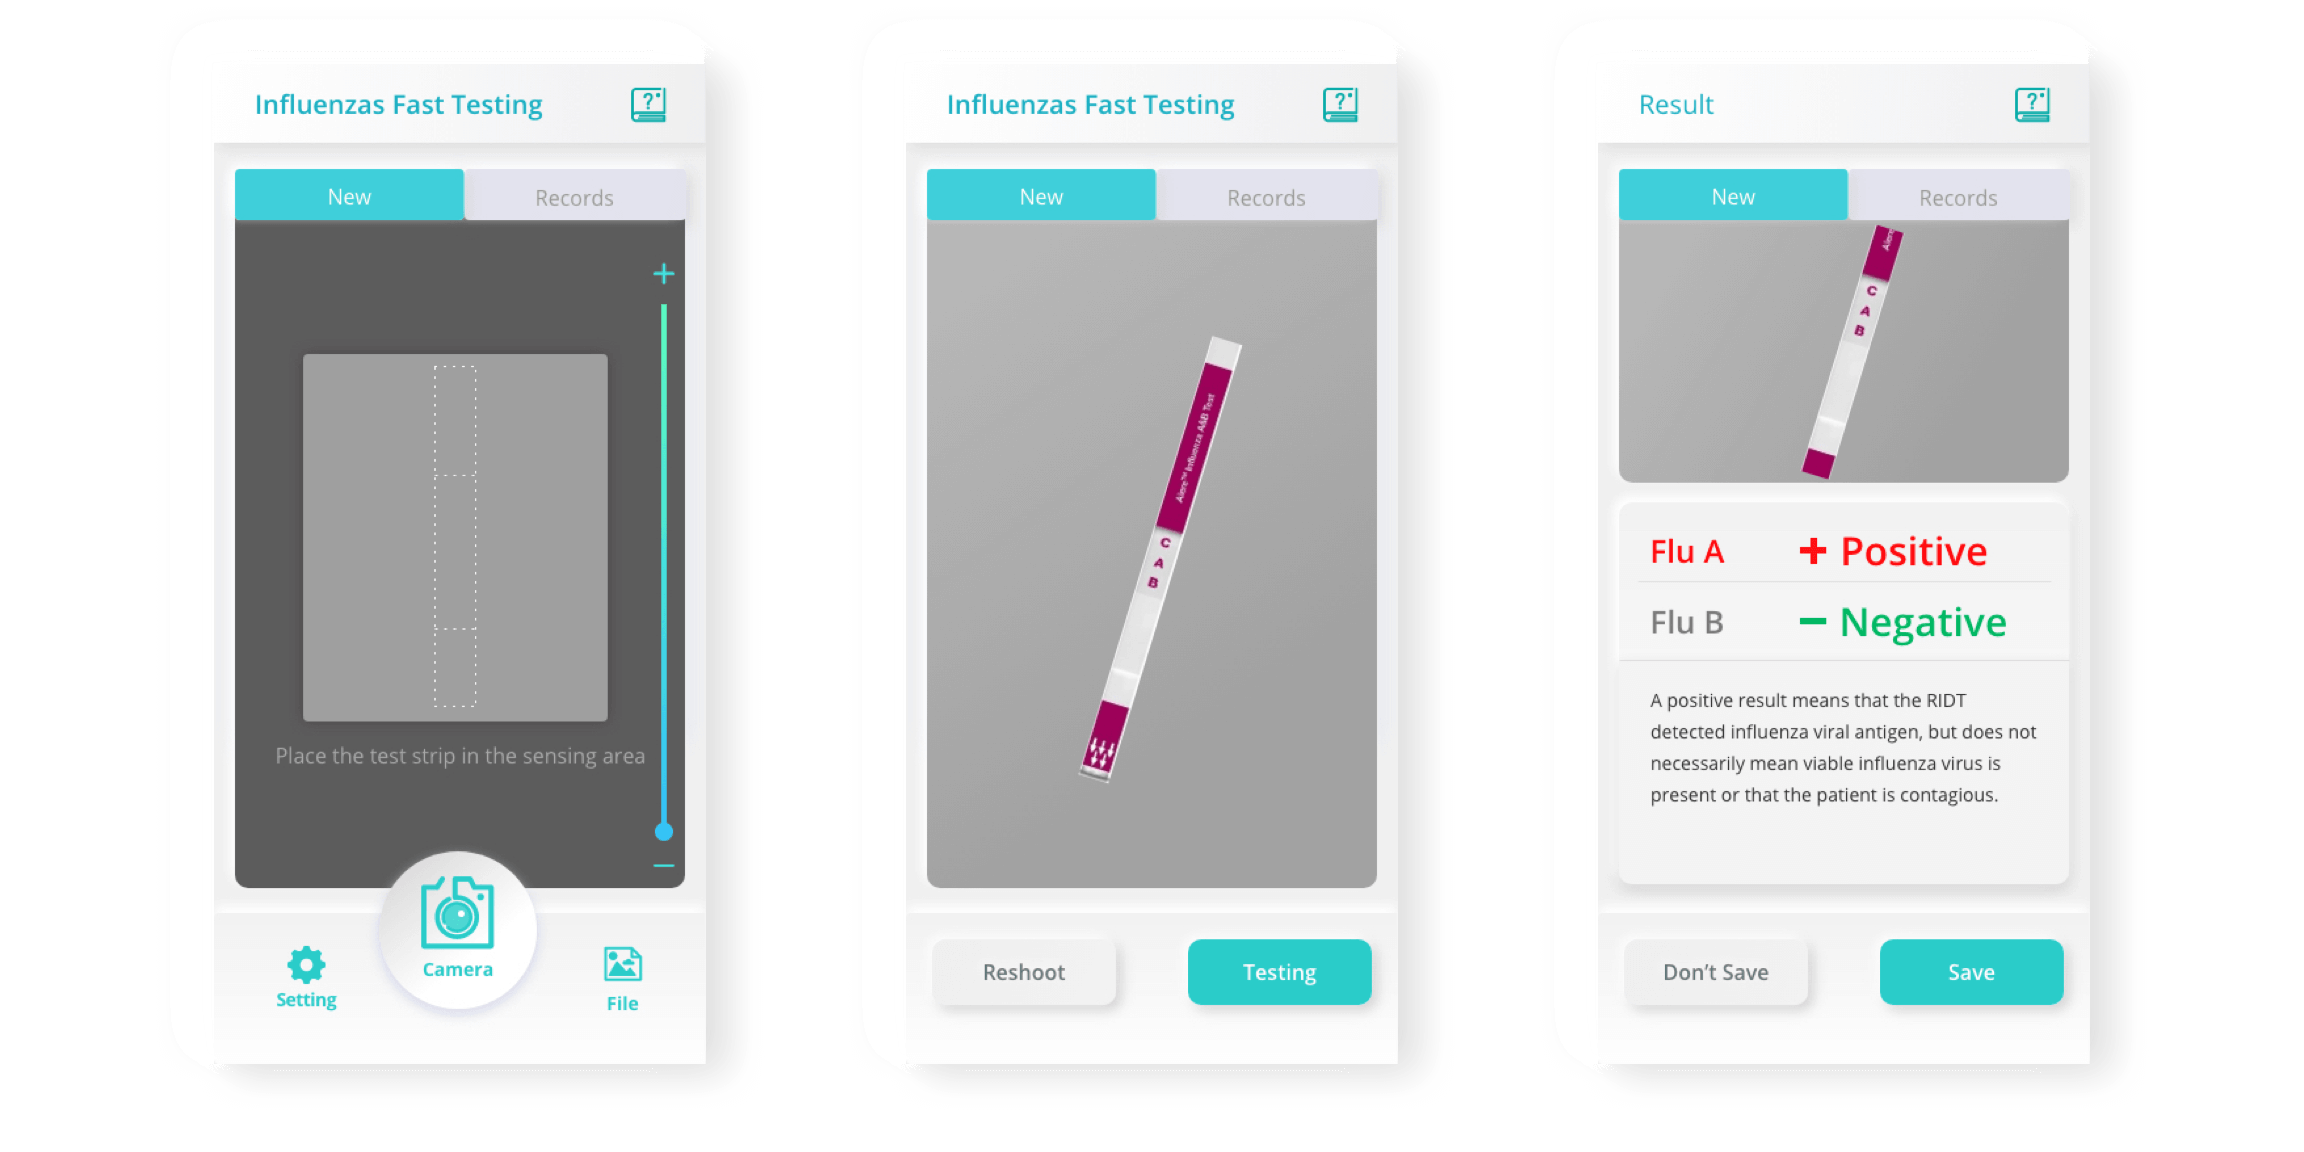 Influenzas Fast Testing
New
Records
Place the test strip in the sensing area
Setting
Camera
File
Influenzas Fast Testing
New
Records
Alere™ Influenza A&B Test
C
A
B
Reshoot
Testing
Result
New
Records
Alere
C
A
B
Flu A + Positive
Flu B − Negative
A positive result means that the RIDT
detected influenza viral antigen, but does not
necessarily mean viable influenza virus is
present or that the patient is contagious.
Don’t Save
Save